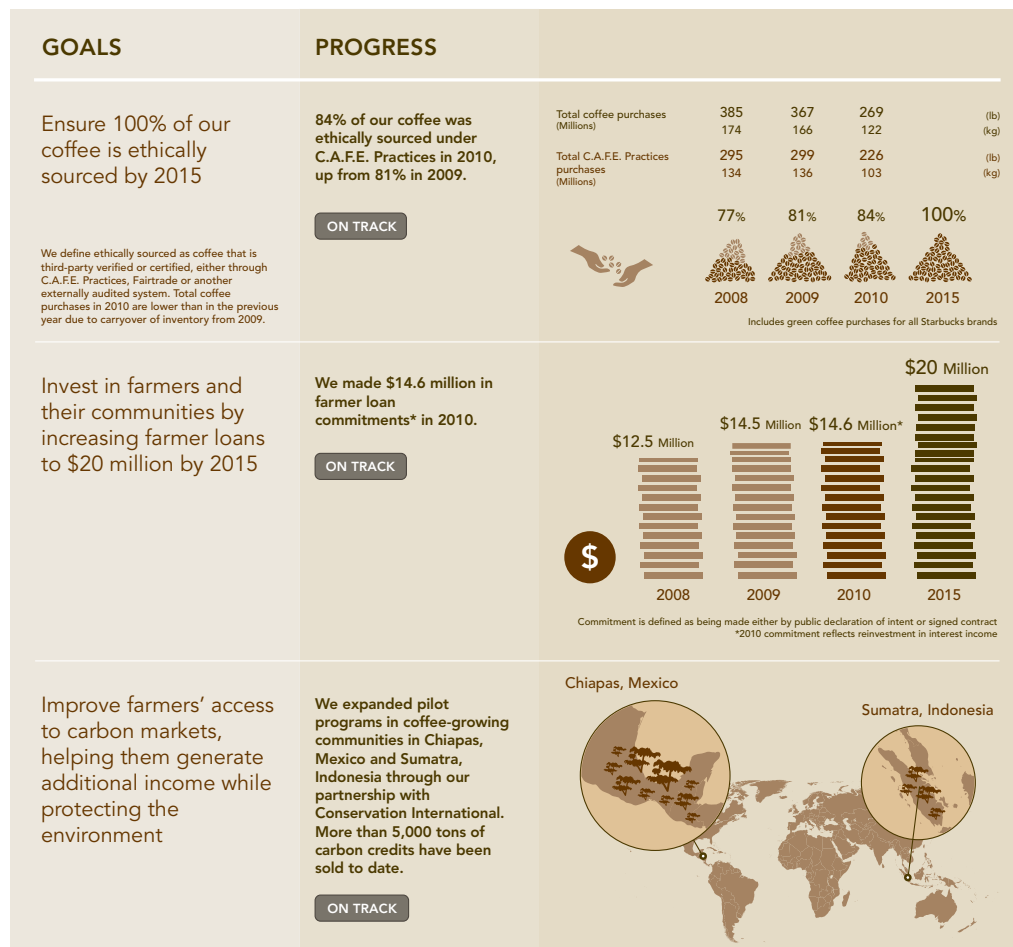 GOALS
PROGRESS
Ensure 100% of our
coffee is ethically
sourced by 2015
We define ethically sourced as coffee that is
third-party verified or certified, either through
C.A.F.E. Practices, Fairtrade or another
externally audited system. Total coffee
purchases in 2010 are lower than in the previous
year due to carryover of inventory from 2009.
84% of our coffee was
ethically sourced under
C.A.F.E. Practices in 2010,
up from 81% in 2009.
ON TRACK
Total coffee purchases 385 367 269 (lb)
(Millions) 174 166 122 (kg)
Total C.A.F.E. Practices 295 299 226 (lb)
purchases 134 136 103 (kg)
(Millions)
77% 81% 84% 100%
2008 2009 2010 2015
Includes green coffee purchases for all Starbucks brands
Invest in farmers and
their communities by
increasing farmer loans
to $20 million by 2015
We made $14.6 million in
farmer loan
commitments* in 2010.
ON TRACK
$20 Million
$12.5 Million $14.5 Million $14.6 Million*
$
2008 2009 2010 2015
Commitment is defined as being made either by public declaration of intent or signed contract
*2010 commitment reflects reinvestment in interest income
Improve farmers’ access
to carbon markets,
helping them generate
additional income while
protecting the
environment
We expanded pilot
programs in coffee-growing
communities in Chiapas,
Mexico and Sumatra,
Indonesia through our
partnership with
Conservation International.
More than 5,000 tons of
carbon credits have been
sold to date.
ON TRACK
Chiapas, Mexico
Sumatra, Indonesia